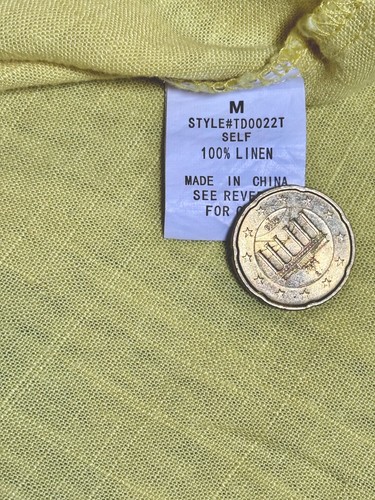 M
STYLE#TD0022T
SELF
100% LINEN
MADE IN CHINA
SEE REVE
FOR